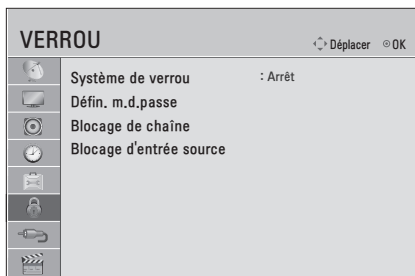 VERROU
Déplacer OK
Système de verrou : Arrêt
Défin. m.d.passe
Blocage de chaîne
Blocage d'entrée source